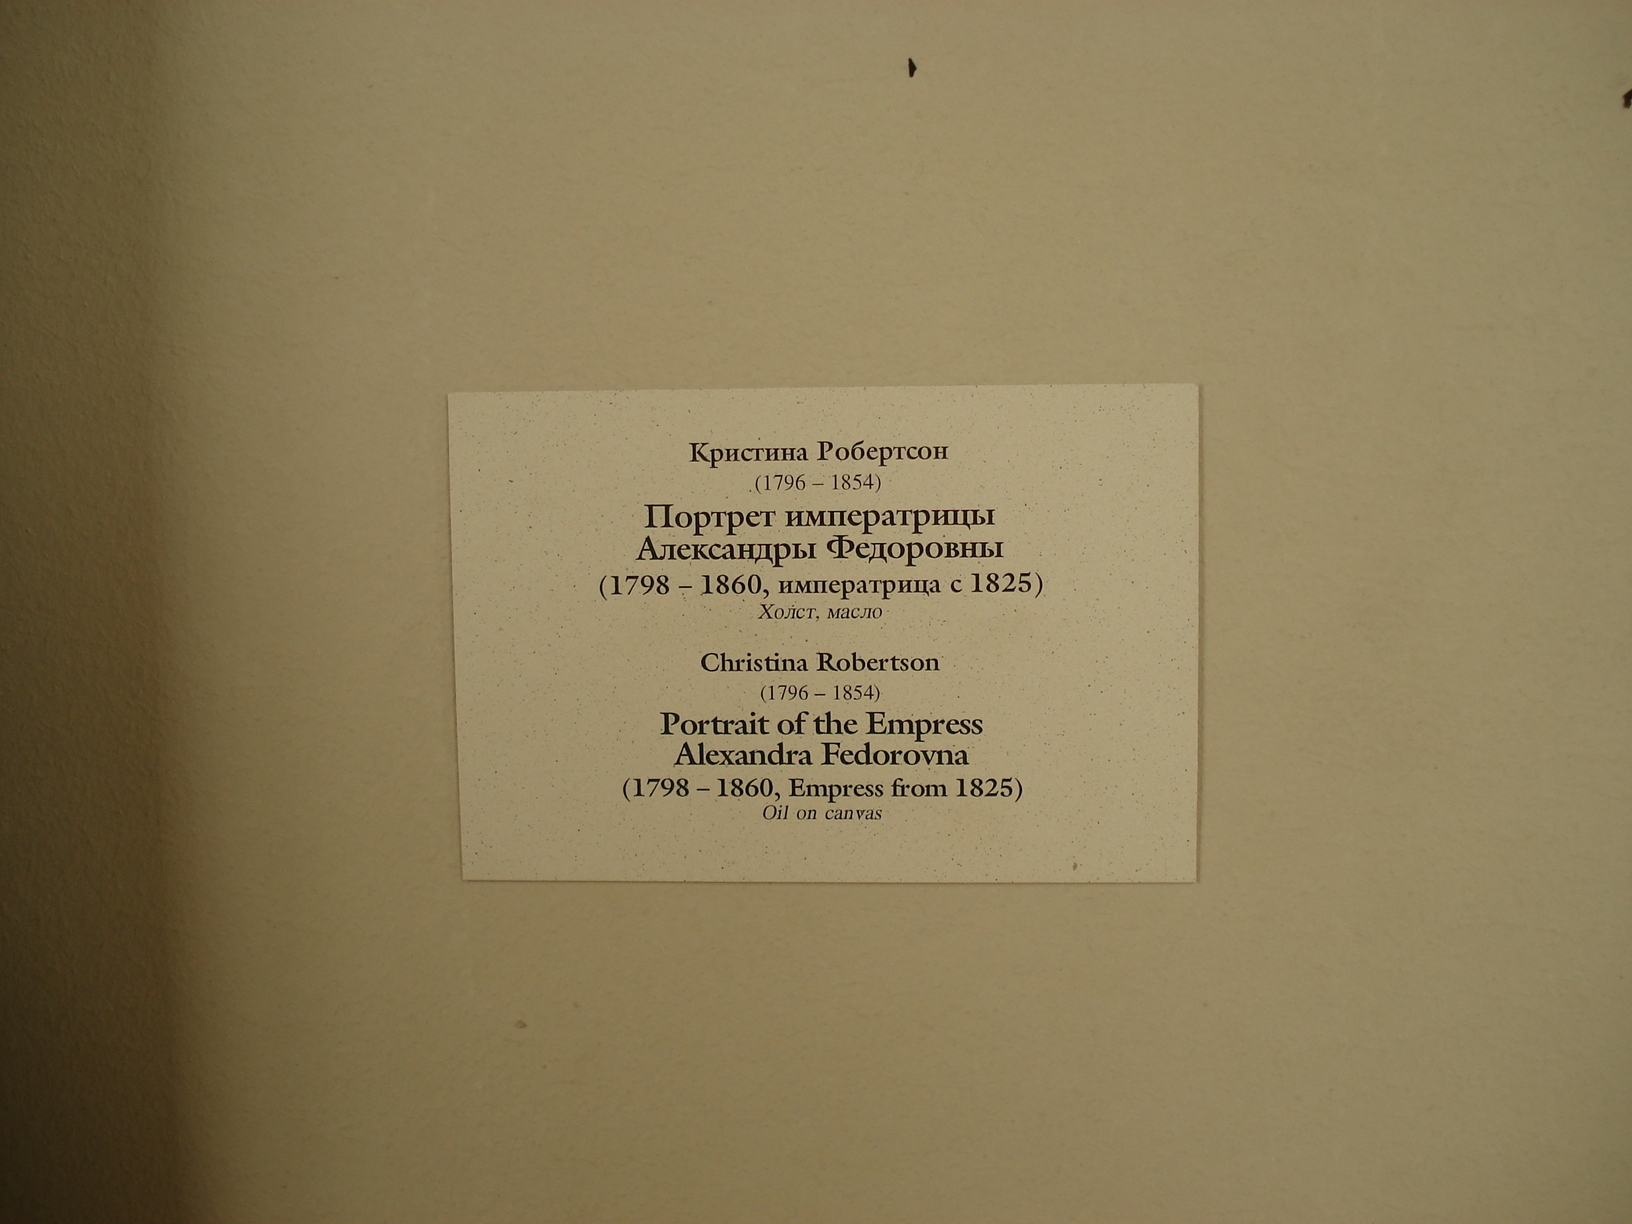 Кристина Робертсон
(1796 – 1854)
Портрет императрицы
Александры Федоровны
(1798 – 1860, императрица с 1825)
Холст, масло
Christina Robertson
(1796 – 1854)
Portrait of the Empress
Alexandra Fedorovna
(1798 – 1860, Empress from 1825)
Oil on canvas